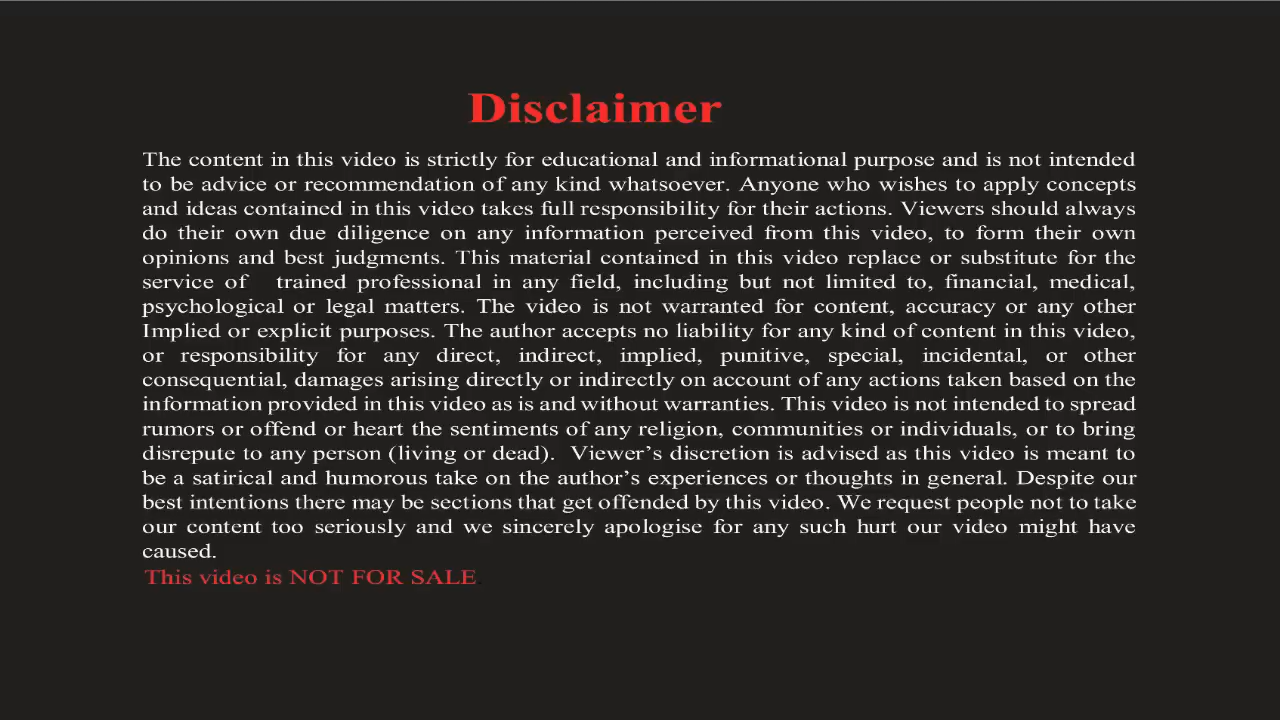 Disclaimer
The content in this video is strictly for educational and informational purpose and is not intended
to be advice or recommendation of any kind whatsoever. Anyone who wishes to apply concepts
and ideas contained in this video takes full responsibility for their actions. Viewers should always
do their own due diligence on any information perceived from this video, to form their own
opinions and best judgments. This material contained in this video replace or substitute for the
service of trained professional in any field, including but not limited to, financial, medical,
psychological or legal matters. The video is not warranted for content, accuracy or any other
Implied or explicit purposes. The author accepts no liability for any kind of content in this video,
or responsibility for any direct, indirect, implied, punitive, special, incidental, or other
consequential, damages arising directly or indirectly on account of any actions taken based on the
information provided in this video as is and without warranties. This video is not intended to spread
rumors or offend or heart the sentiments of any religion, communities or individuals, or to bring
disrepute to any person (living or dead). Viewer’s discretion is advised as this video is meant to
be a satirical and humorous take on the author’s experiences or thoughts in general. Despite our
best intentions there may be sections that get offended by this video. We request people not to take
our content too seriously and we sincerely apologise for any such hurt our video might have
caused.
This video is NOT FOR SALE